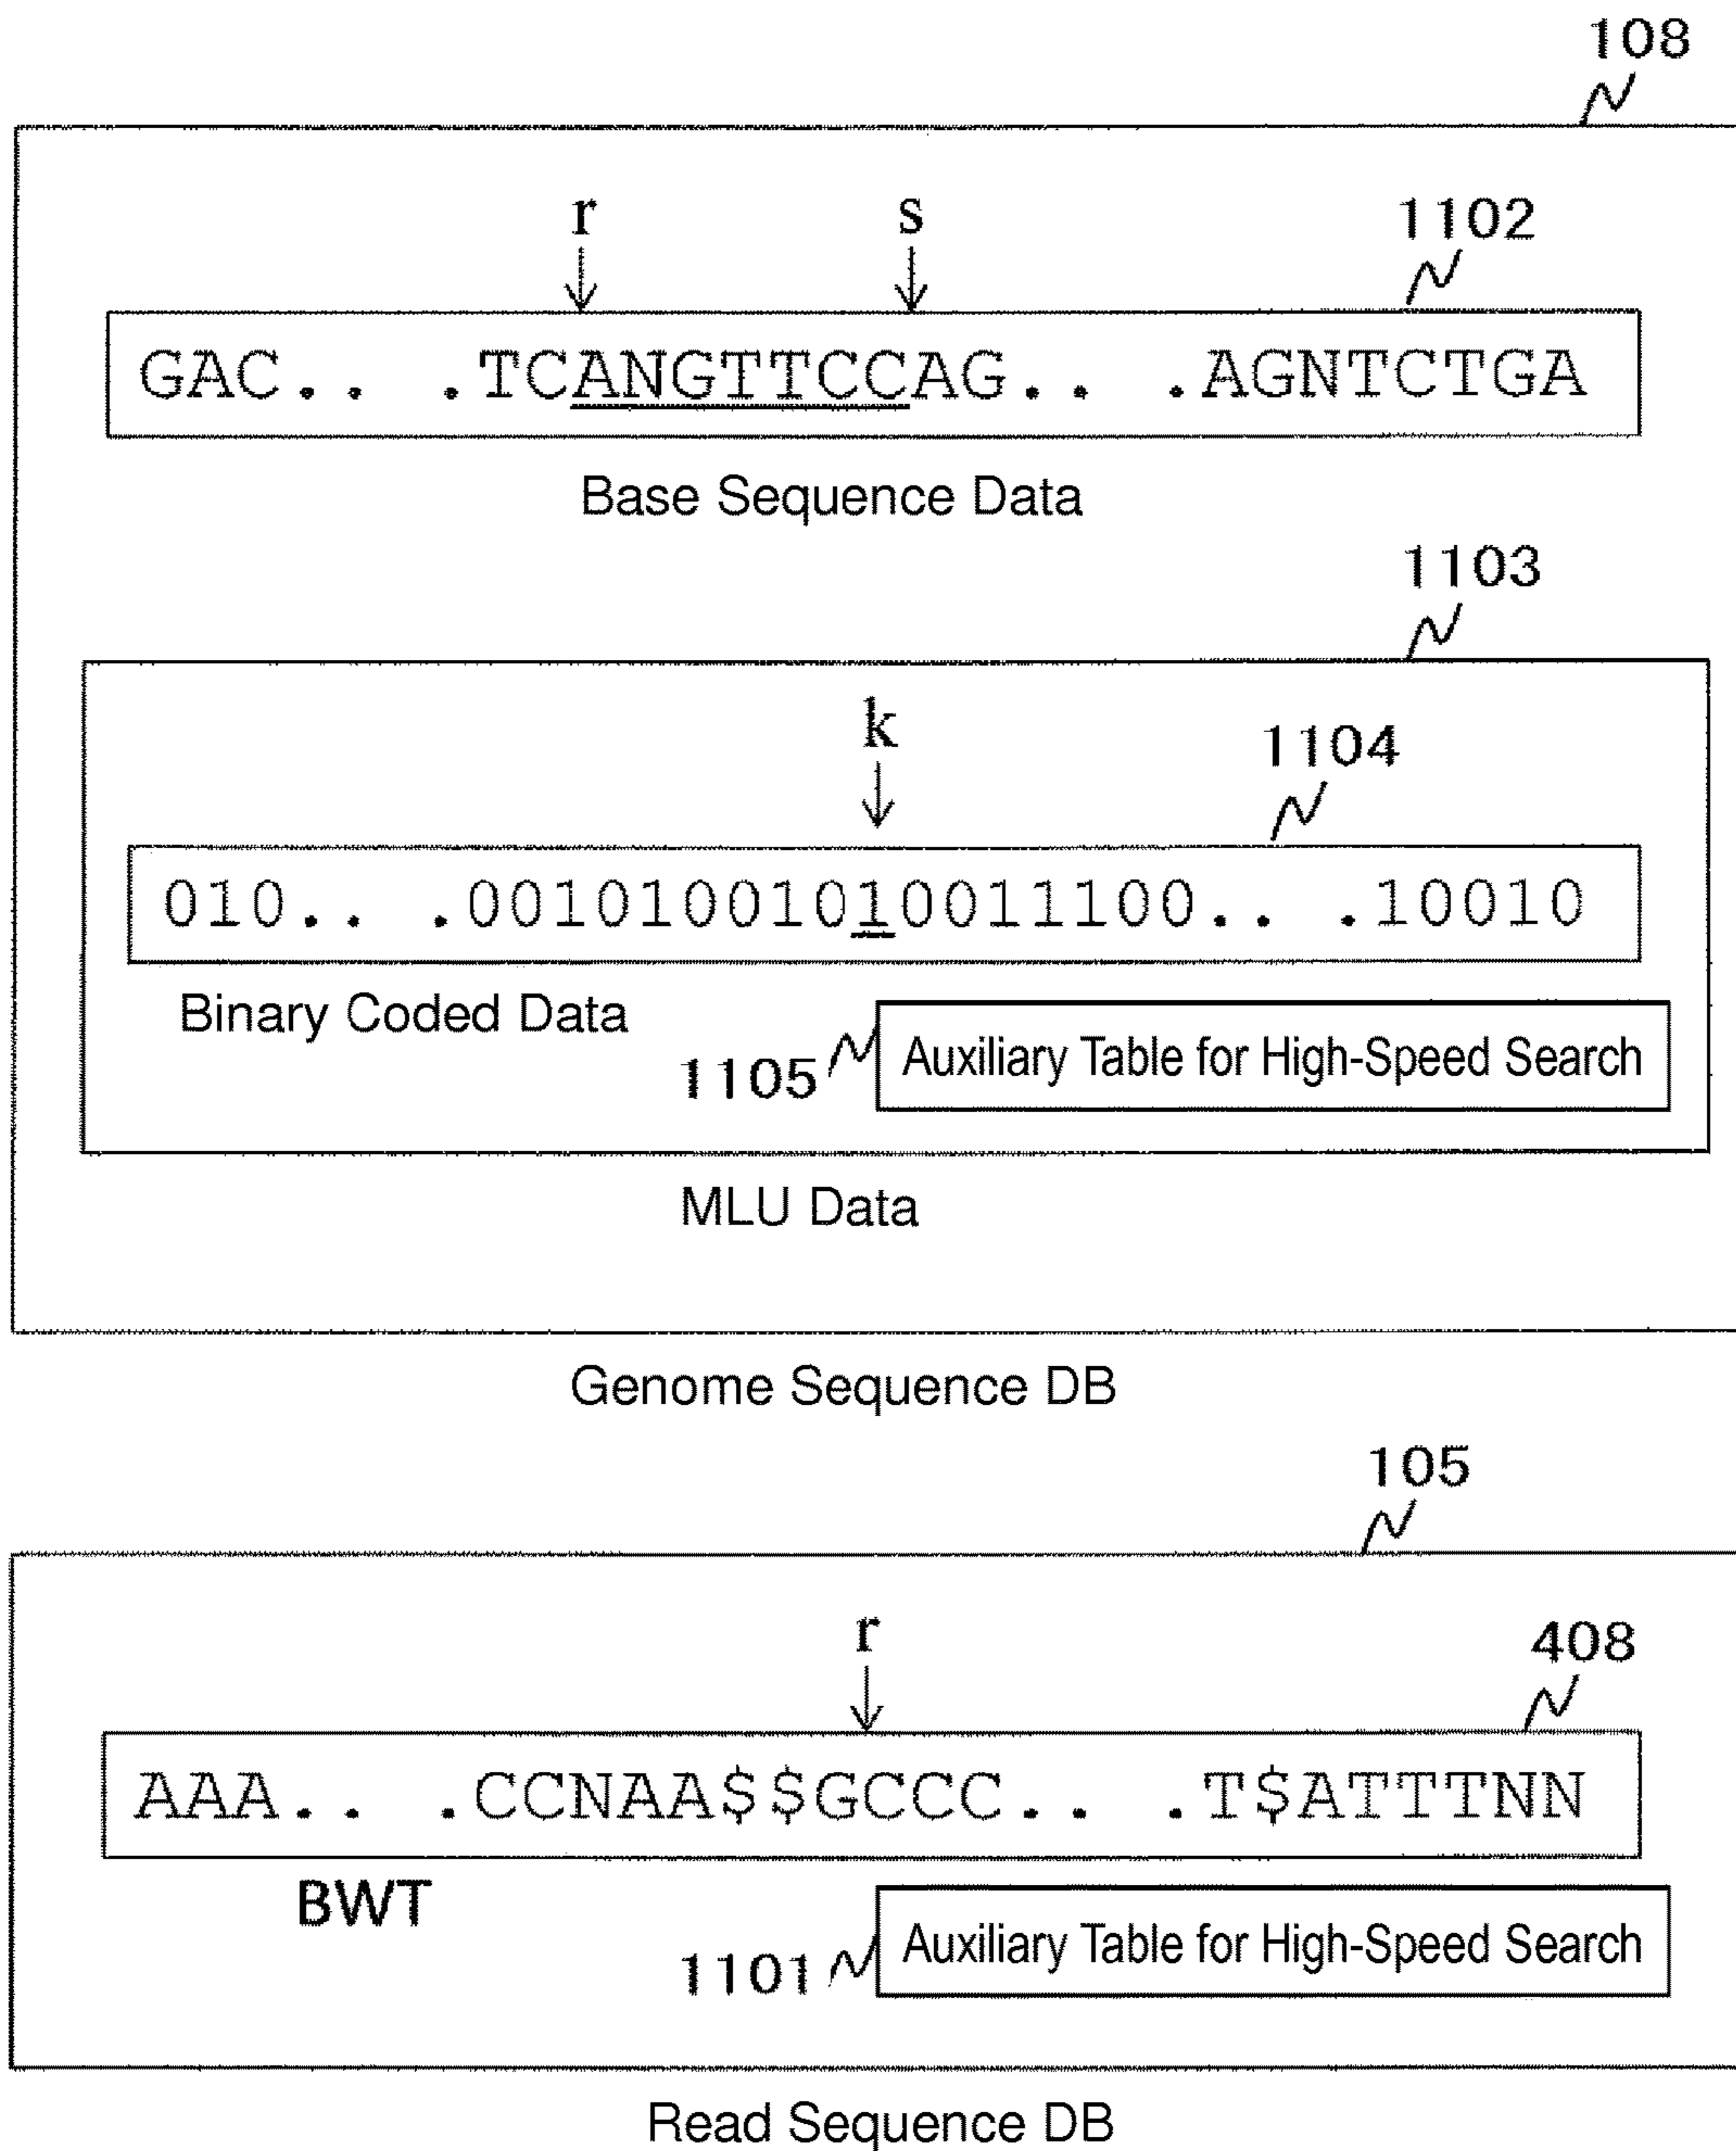 108
r s 1102
GAC.. .TCANGTTCCAG.. .AGNTCTGA
Base Sequence Data
1103
k 1104
010.. .00101001010011100.. .10010
Binary Coded Data
1105 Auxiliary Table for High-Speed Search
MLU Data
Genome Sequence DB
105
r 408
AAA.. .CCNAA$$GCCC.. .T$ATTTNN
BWT
1101 Auxiliary Table for High-Speed Search
Read Sequence DB